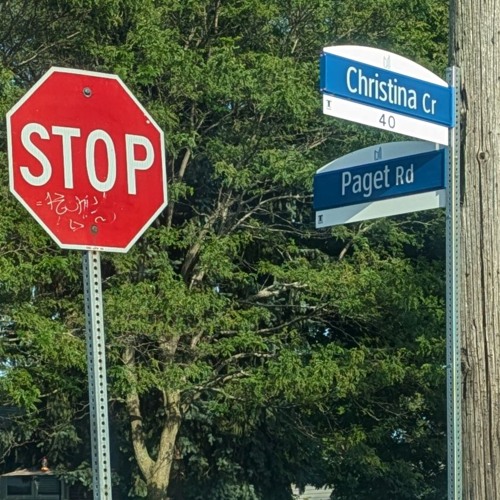 STOP
Christina Cr
40
Paget Rd